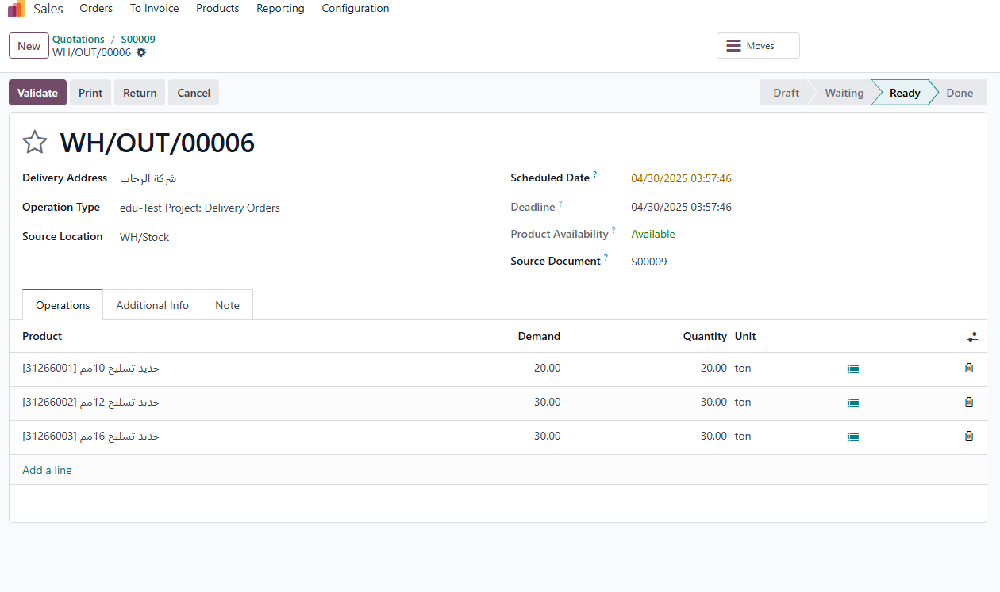 Sales Orders To Invoice Products Reporting Configuration
New Quotations / S00009
WH/OUT/00006
Moves
Validate Print Return Cancel Draft Waiting Ready Done
WH/OUT/00006
Delivery Address شركة الرحاب Scheduled Date ? 04/30/2025 03:57:46
Operation Type edu-Test Project: Delivery Orders Deadline ? 04/30/2025 03:57:46
Source Location WH/Stock Product Availability ? Available
Source Document ? S00009
Operations Additional Info Note
Product Demand Quantity Unit
[31266001] حديد تسليح 10مم 20.00 20.00 ton
[31266002] حديد تسليح 12مم 30.00 30.00 ton
[31266003] حديد تسليح 16مم 30.00 30.00 ton
Add a line